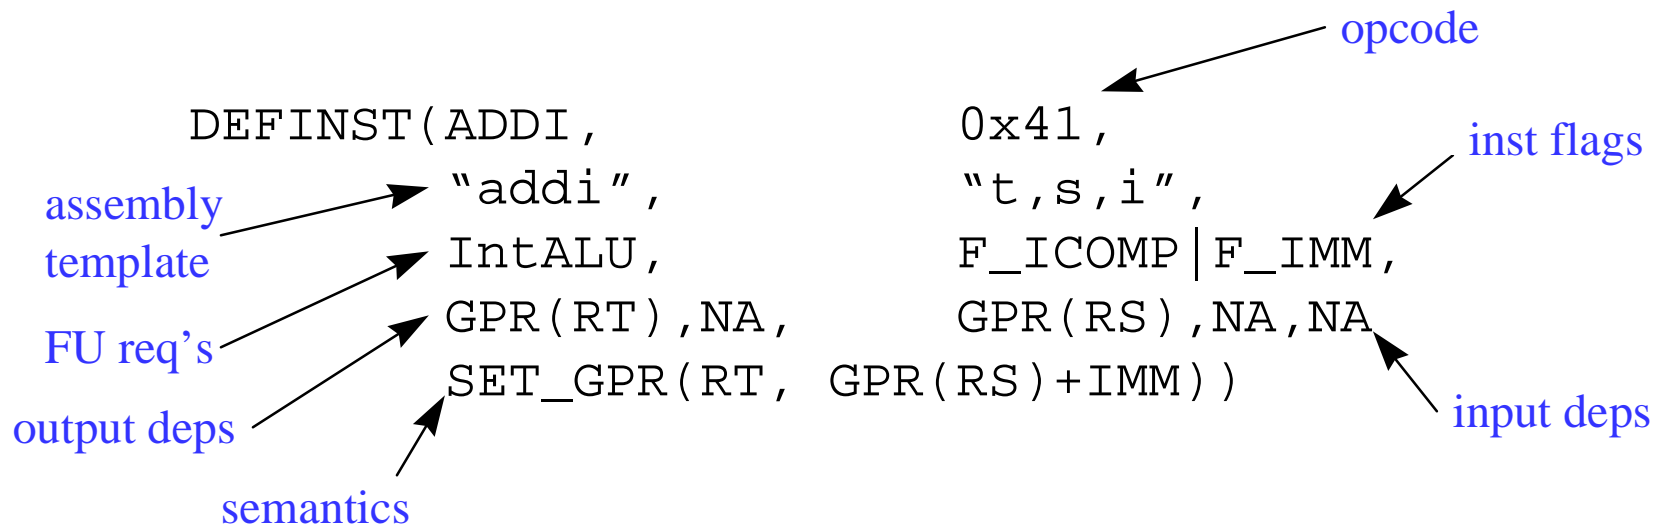 opcode
DEFINST(ADDI, 0x41,
inst flags
“addi”, “t,s,i”,
assembly
template
IntALU, F_ICOMP|F_IMM,
FU req’s
GPR(RT),NA, GPR(RS),NA,NA
SET_GPR(RT, GPR(RS)+IMM))
output deps
input deps
semantics